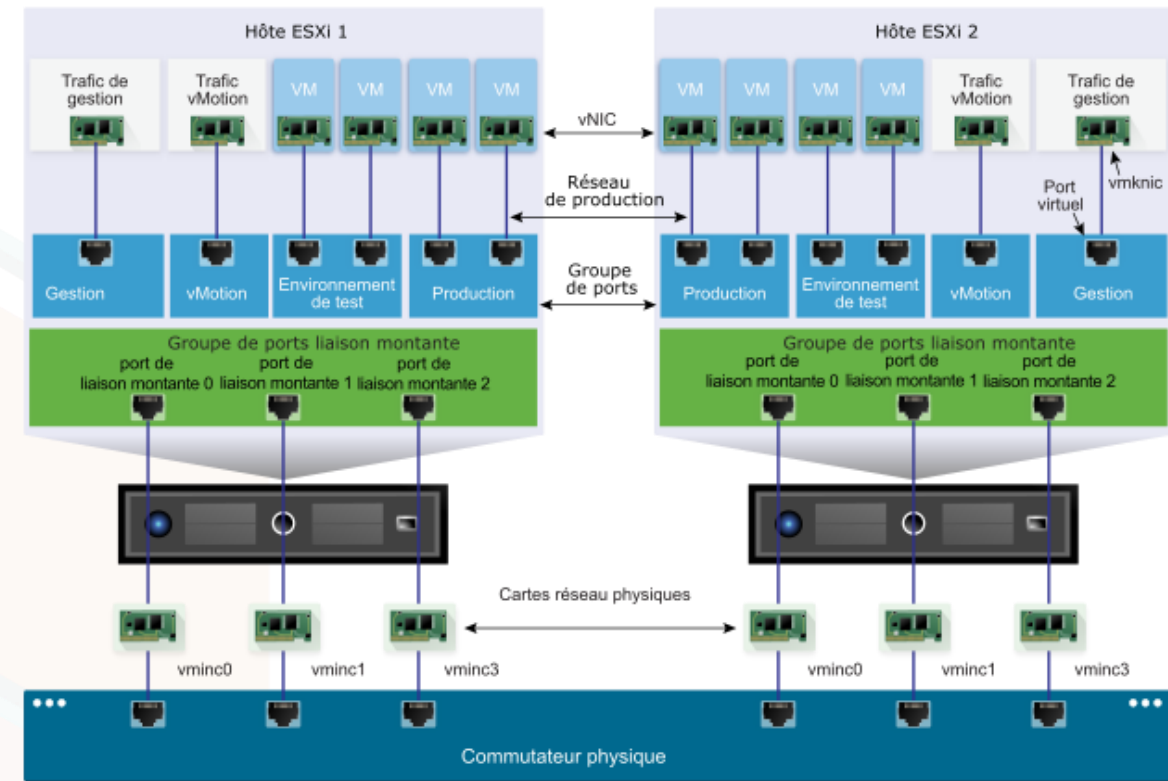 Hôte ESXi 1
Hôte ESXi 2
Trafic de
gestion
Trafic
vMotion
VM
VM
VM
VM
vNIC
VM
VM
VM
VM
Trafic
vMotion
Trafic de
gestion
vmknic
Réseau
de production
Port
virtuel
Gestion
vMotion
Environnement
de test
Production
Groupe
de ports
Production
Environnement
de test
vMotion
Gestion
Groupe de ports liaison montante
port de
liaison montante 0
port de
liaison montante 1
port de
liaison montante 2
Groupe de ports liaison montante
port de
liaison montante 0
port de
liaison montante 1
port de
liaison montante 2
Cartes réseau physiques
vminc0
vminc1
vminc3
vminc0
vminc1
vminc3
Commutateur physique